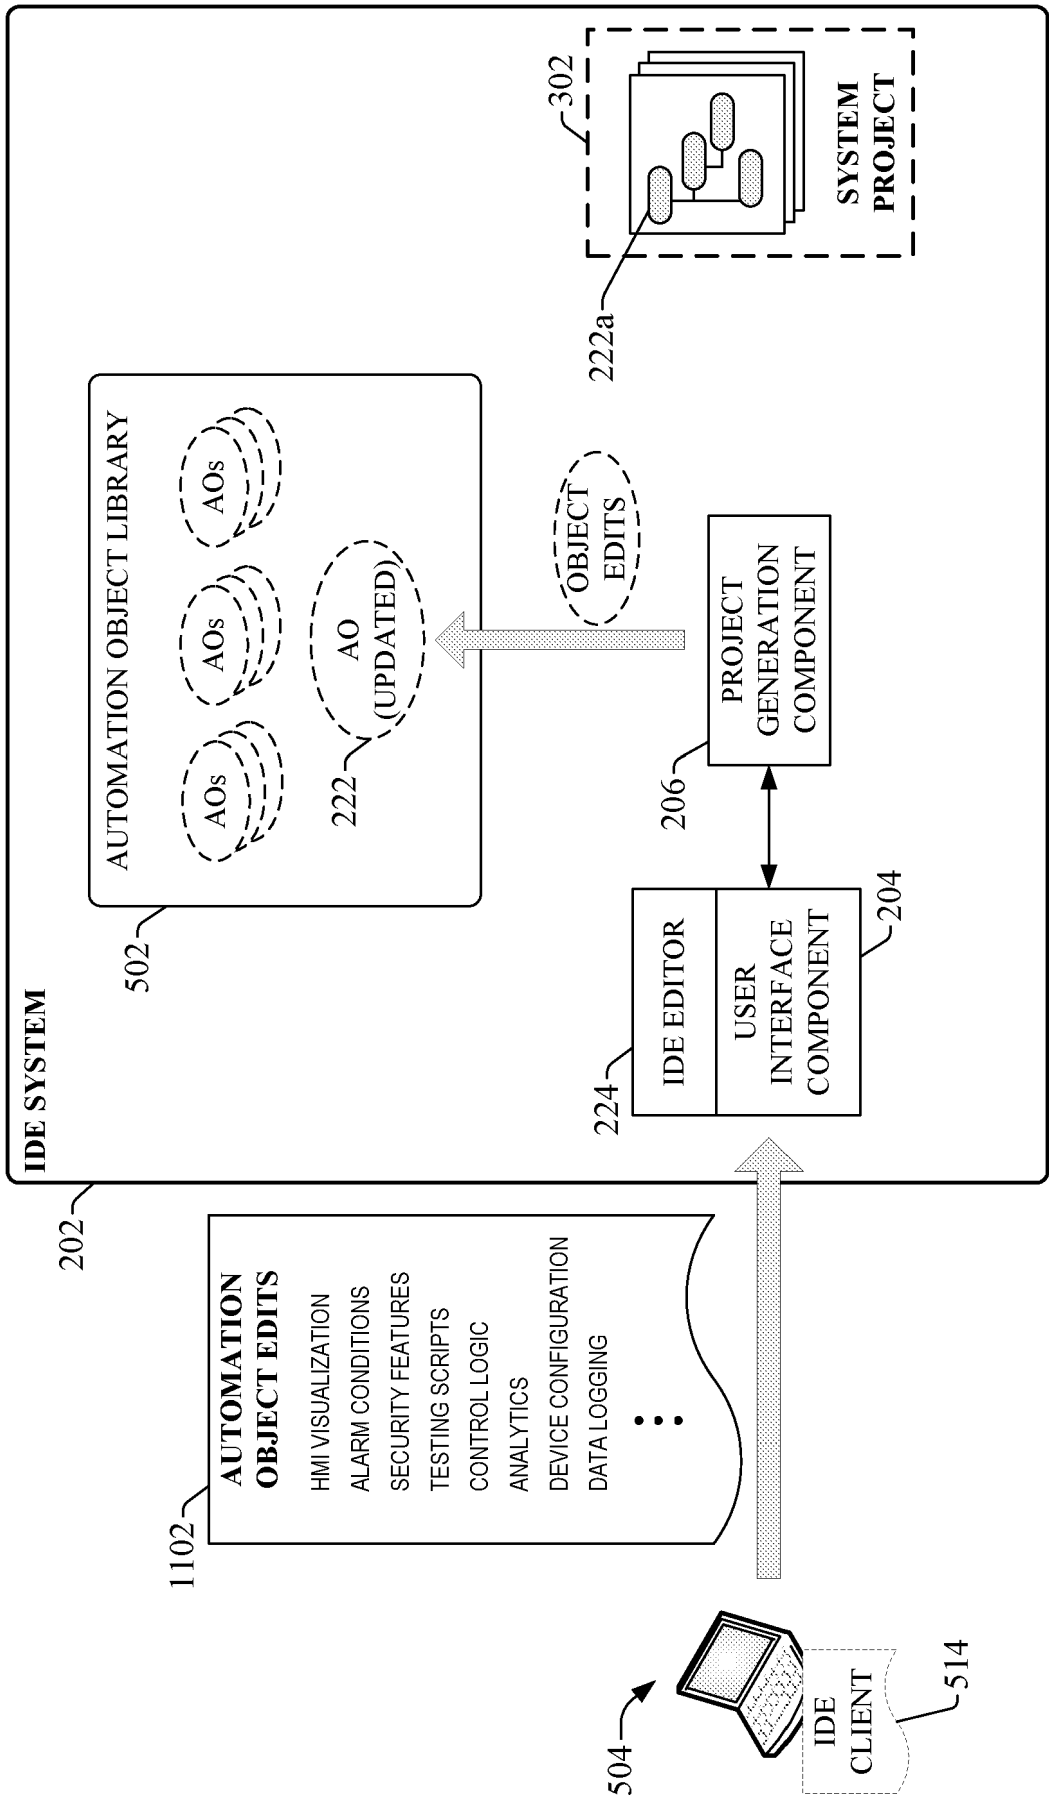 IDE SYSTEM
202
AUTOMATION OBJECT LIBRARY
502
AOs
AOs
AOs
AO
(UPDATED)
222
OBJECT
EDITS
302
222a
SYSTEM
PROJECT
1102
AUTOMATION
OBJECT EDITS
HMI VISUALIZATION
ALARM CONDITIONS
SECURITY FEATURES
TESTING SCRIPTS
CONTROL LOGIC
ANALYTICS
DEVICE CONFIGURATION
DATA LOGGING
224
IDE EDITOR
USER
INTERFACE
COMPONENT
204
206
PROJECT
GENERATION
COMPONENT
504
IDE
CLIENT
514